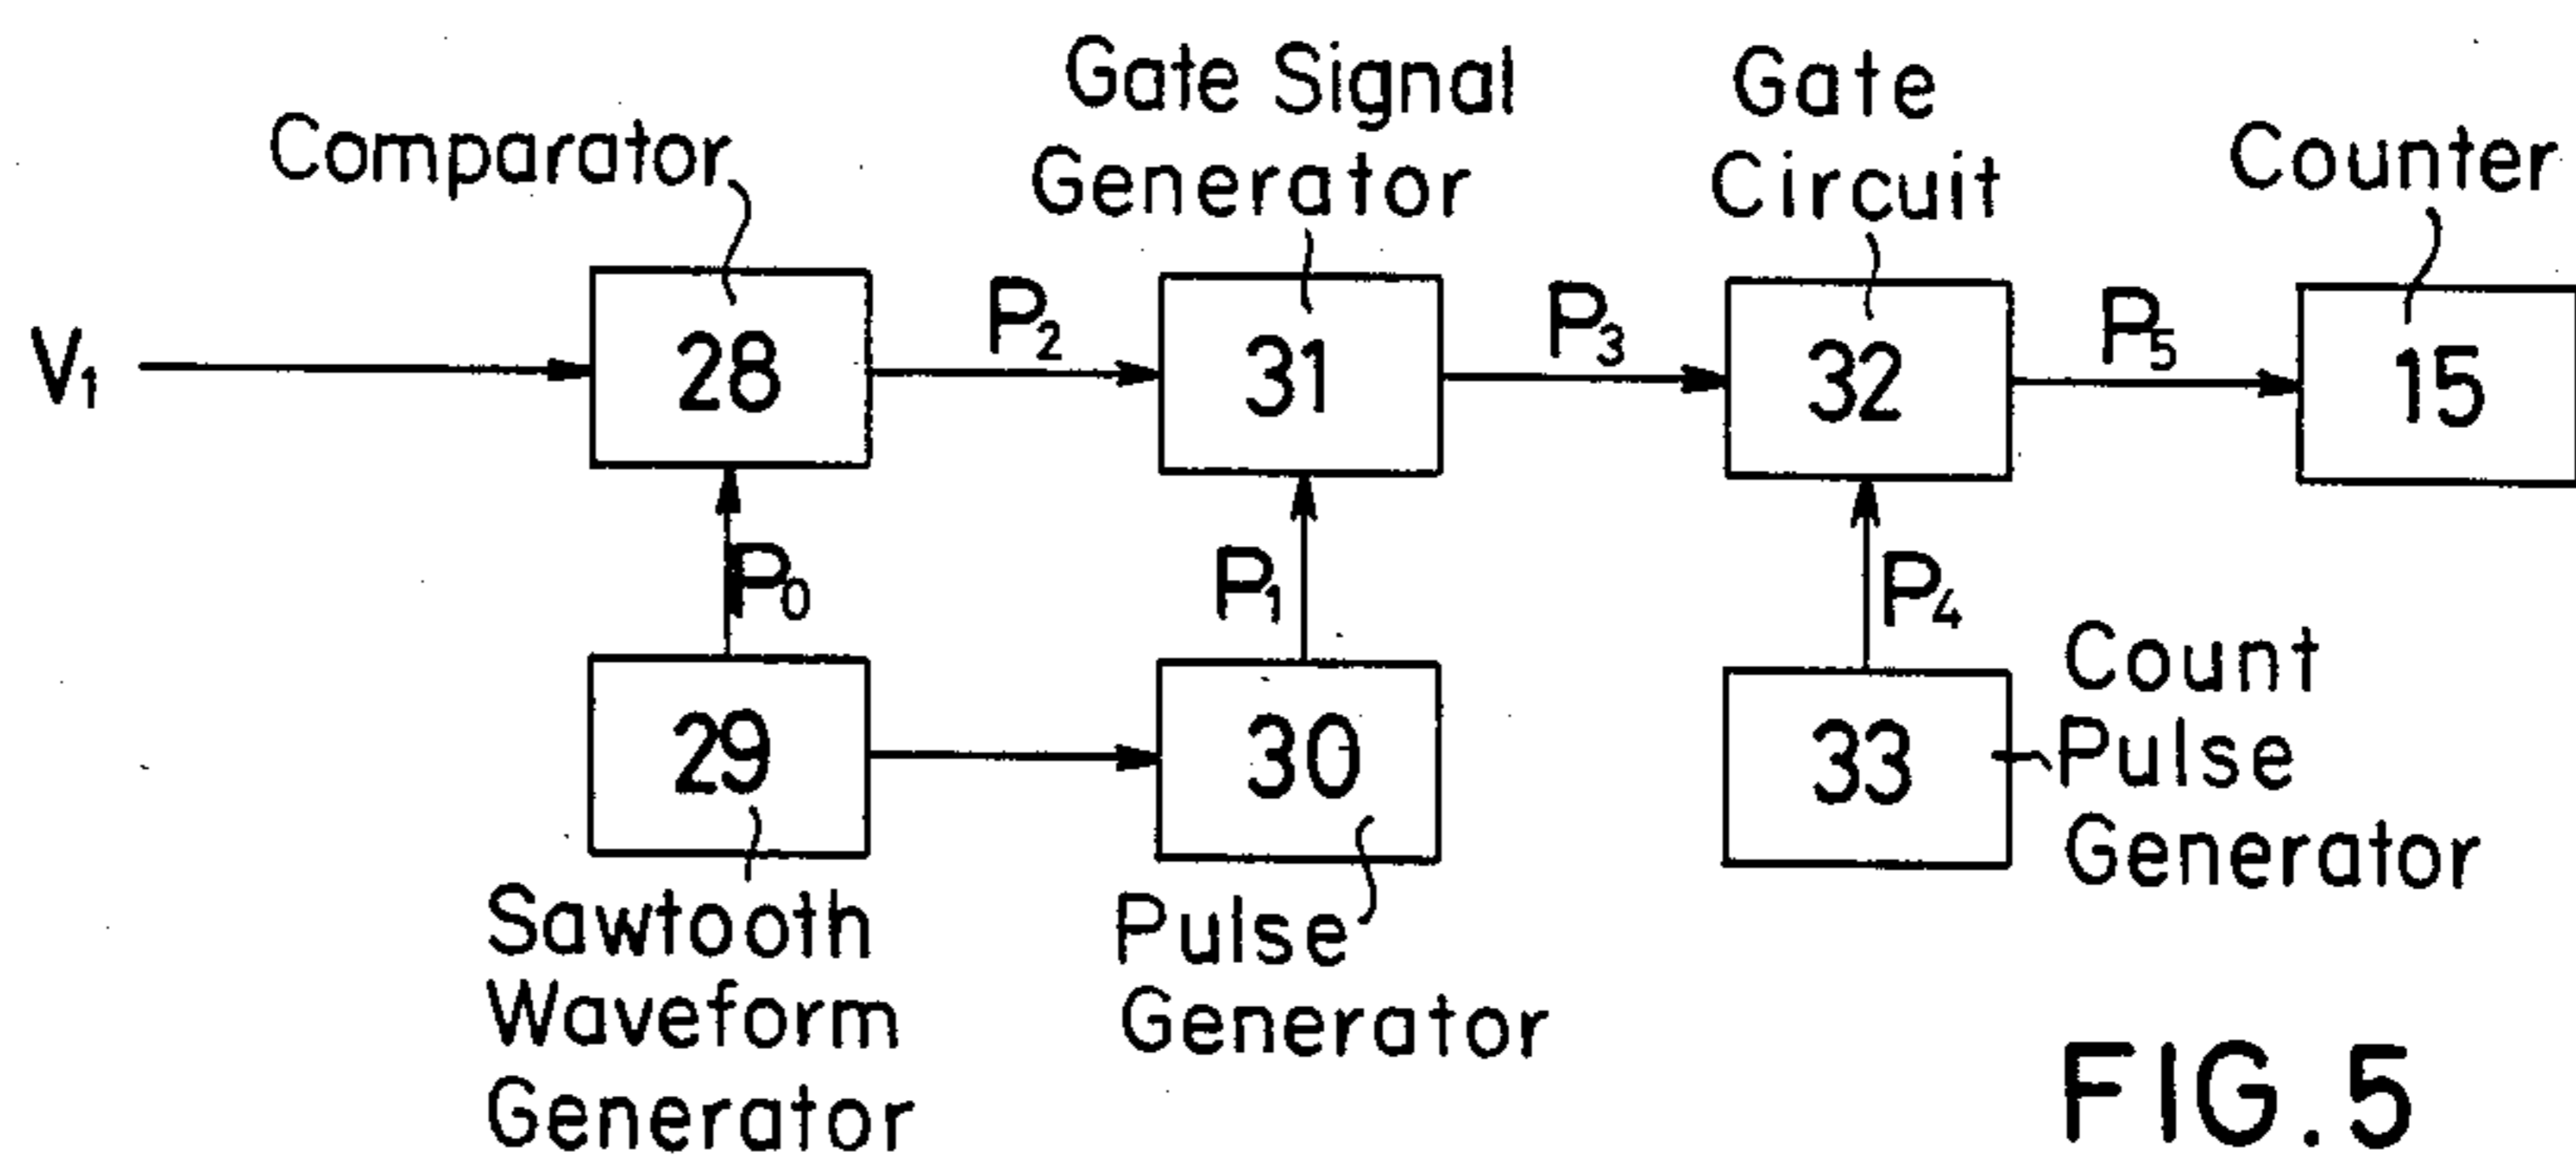 Comparator
Gate Signal
Generator
Gate
Circuit
Counter
V1
28
P2
31
P3
32
P5
15
P0
P1
P4
29
30
33
Count
Pulse
Generator
Sawtooth
Waveform
Generator
Pulse
Generator
FIG. 5